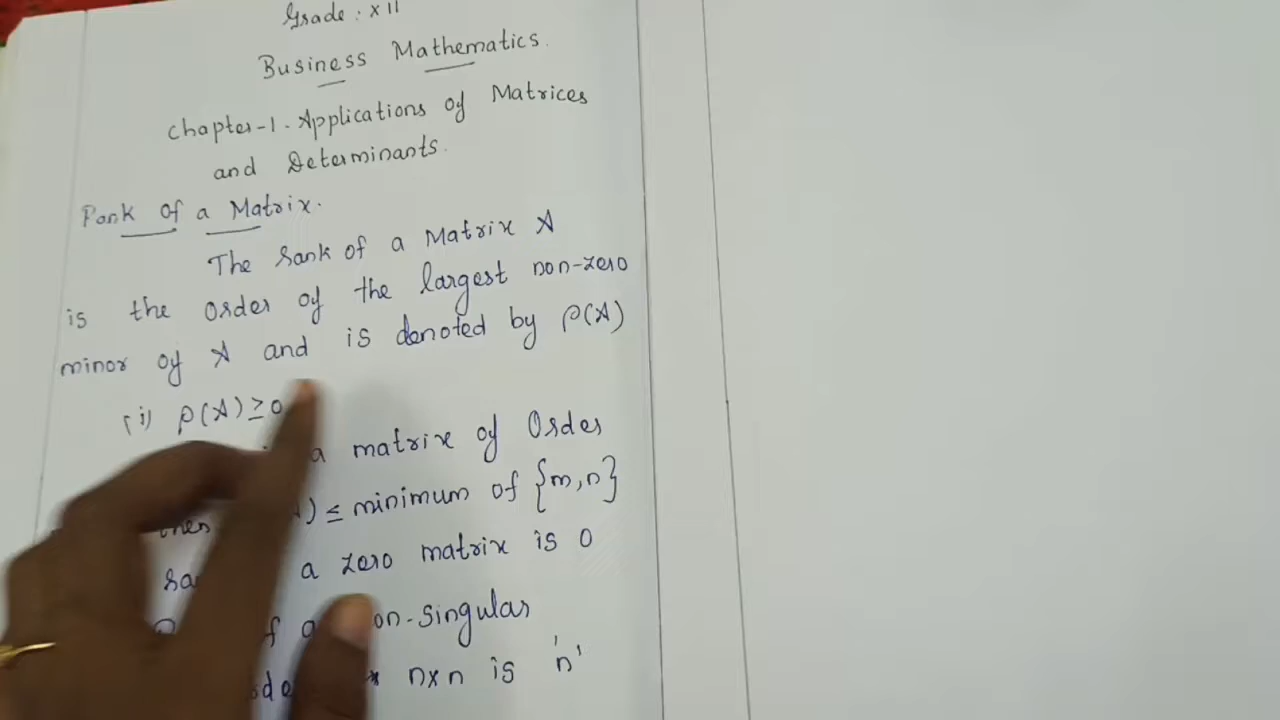 Grade : XII
Business Mathematics.
Chapter-1. Applications of Matrices
and Determinants.
Rank of a Matrix.
The rank of a Matrix A
is the order of the largest non-zero
minor of A and is denoted by ρ(A)
(i) ρ(A) ≥ 0
a matrix of order
then ) ≤ minimum of {m,n}
a zero matrix is 0
non-singular
n×n is 'n'